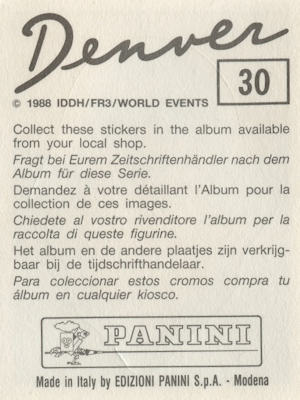 Denver
30
© 1988 IDDH/FR3/WORLD EVENTS
Collect these stickers in the album available
from your local shop.
Fragt bei Eurem Zeitschriftenhändler nach dem
Album für diese Serie.
Demandez à votre détaillant l'Album pour la
collection de ces images.
Chiedete al vostro rivenditore l'album per la
raccolta di queste figurine.
Het album en de andere plaatjes zijn verkrijg-
baar bij de tijdschrifthandelaar.
Para coleccionar estos cromos compra tu
álbum en cualquier kiosco.
PANINI
Made in Italy by EDIZIONI PANINI S.p.A. - Modena